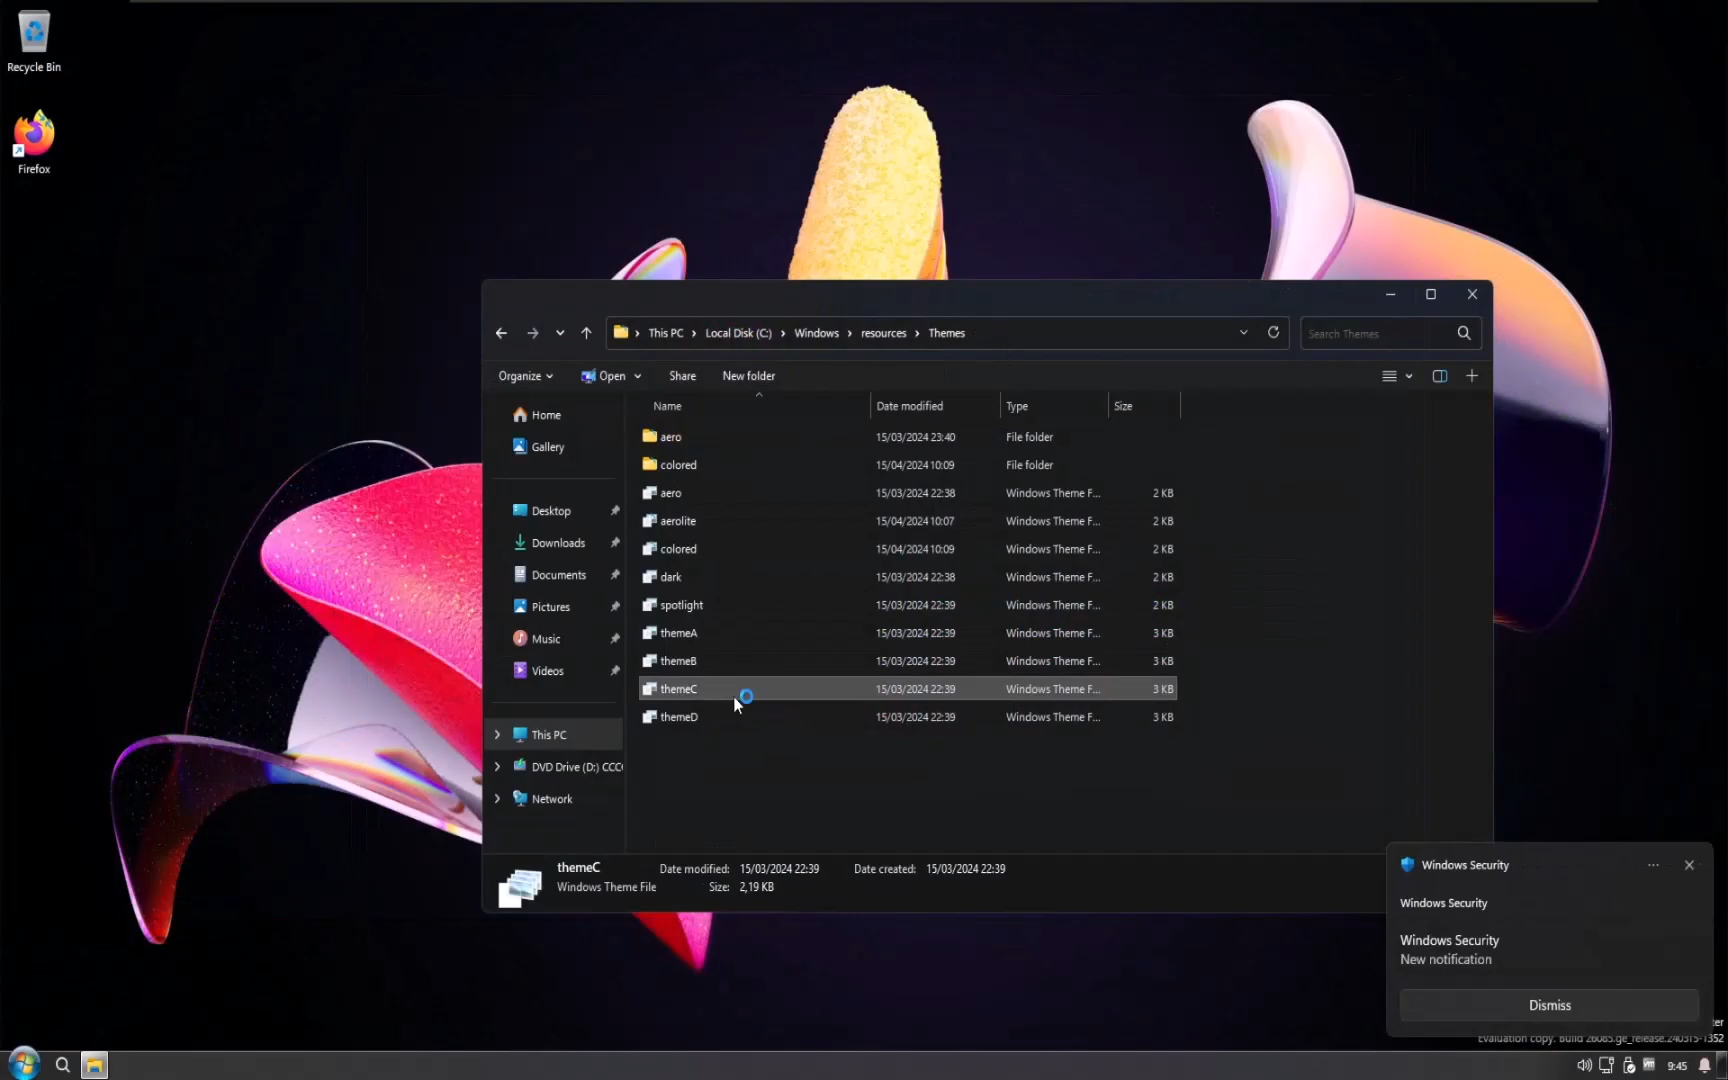 Recycle Bin
Firefox
This PC
Local Disk (C:)
Windows
resources
Themes
Search Themes
Organize
Open
Share
New folder
Home
Gallery
Desktop
Downloads
Documents
Pictures
Music
Videos
This PC
DVD Drive (D:) CCC
Network
Name Date modified Type Size
aero 15/03/2024 23:40 File folder
colored 15/04/2024 10:09 File folder
aero 15/03/2024 22:38 Windows Theme F... 2 KB
aerolite 15/04/2024 10:07 Windows Theme F... 2 KB
colored 15/04/2024 10:09 Windows Theme F... 2 KB
dark 15/03/2024 22:38 Windows Theme F... 2 KB
spotlight 15/03/2024 22:39 Windows Theme F... 2 KB
themeA 15/03/2024 22:39 Windows Theme F... 3 KB
themeB 15/03/2024 22:39 Windows Theme F... 3 KB
themeC 15/03/2024 22:39 Windows Theme F... 3 KB
themeD 15/03/2024 22:39 Windows Theme F... 3 KB
themeC Date modified: 15/03/2024 22:39 Date created: 15/03/2024 22:39
Windows Theme File Size: 2,19 KB
Windows Security
Windows Security
Windows Security
New notification
Dismiss
Evaluation copy. Build 26085.ge_release.240315-1352
9:45